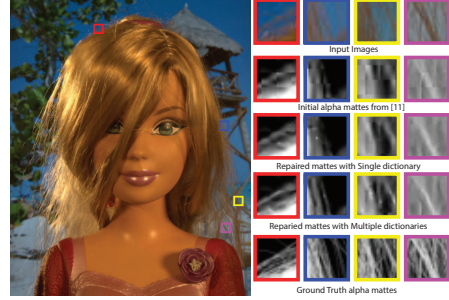 Input Images
Initial alpha mattes from [11]
Repaired mattes with Single dictionary
Reparied mattes with Multiple dictionaries
Ground Truth alpha mattes